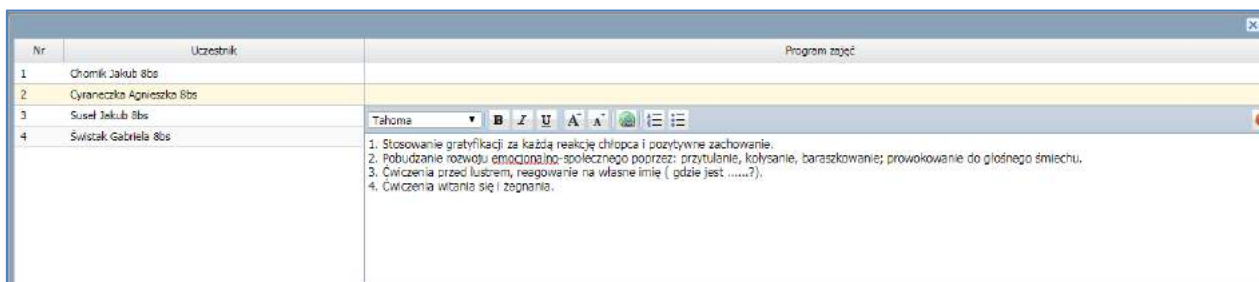 Nr Uczestnik Program zajęć
1 Chomik Jakub 8bs
2 Cyraneczka Agnieszka 8bs
3 Suseł Jakub 8bs
4 Świstak Gabriela 8bs
Tahoma B I U A A
1. Stosowanie gratyfikacji za każdą reakcję chłopca i pozytywne zachowanie.
2. Pobudzanie rozwoju emocjonalno-społecznego poprzez: przytulanie, kołysanie, baraszkowanie; prowokowanie do głośnego śmiechu.
3. Ćwiczenia przed lustrem, reagowanie na własne imię ( gdzie jest ......?).
4. Ćwiczenia witania się i żegnania.